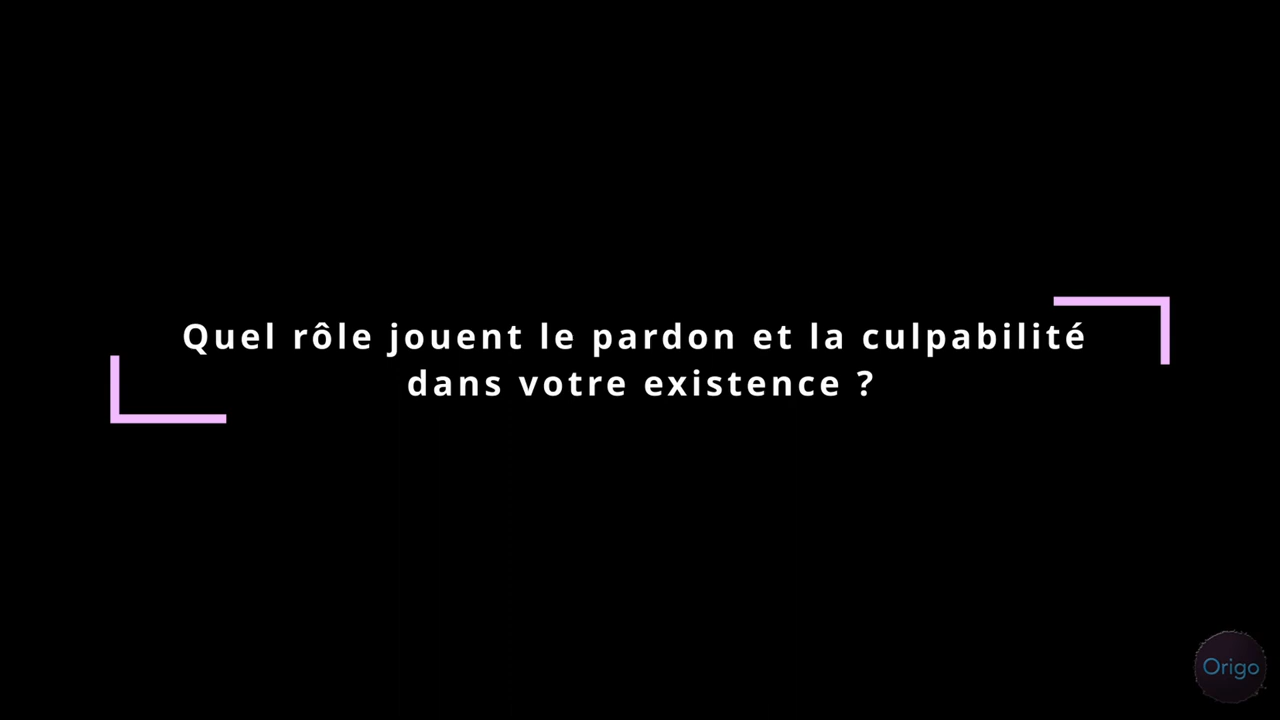 Quel rôle jouent le pardon et la culpabilité
dans votre existence ?
Origo